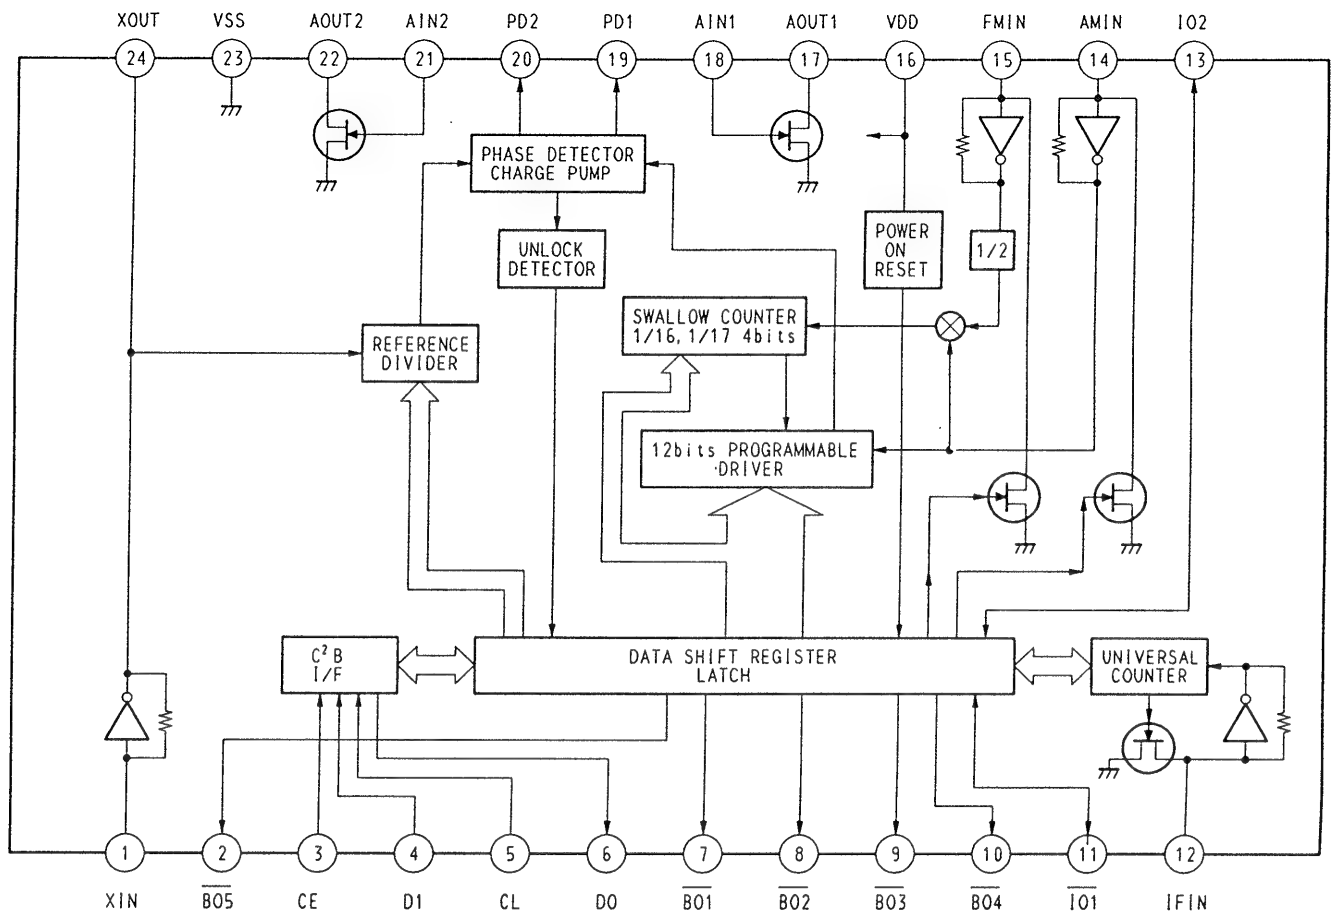 XOUT VSS AOUT2 AIN2 PD2 PD1 AIN1 AOUT1 VDD FMIN AMIN IO2
24 23 22 21 20 19 18 17 16 15 14 13
PHASE DETECTOR
CHARGE PUMP
UNLOCK
DETECTOR
POWER
ON
RESET
1/2
SWALLOW COUNTER
1/16, 1/17 4bits
REFERENCE
DIVIDER
12bits PROGRAMMABLE
DRIVER
C² B
I/F
DATA SHIFT REGISTER
LATCH
UNIVERSAL
COUNTER
1 2 3 4 5 6 7 8 9 10 11 12
XIN BO5 CE D1 CL DO BO1 BO2 BO3 BO4 IO1 IFIN